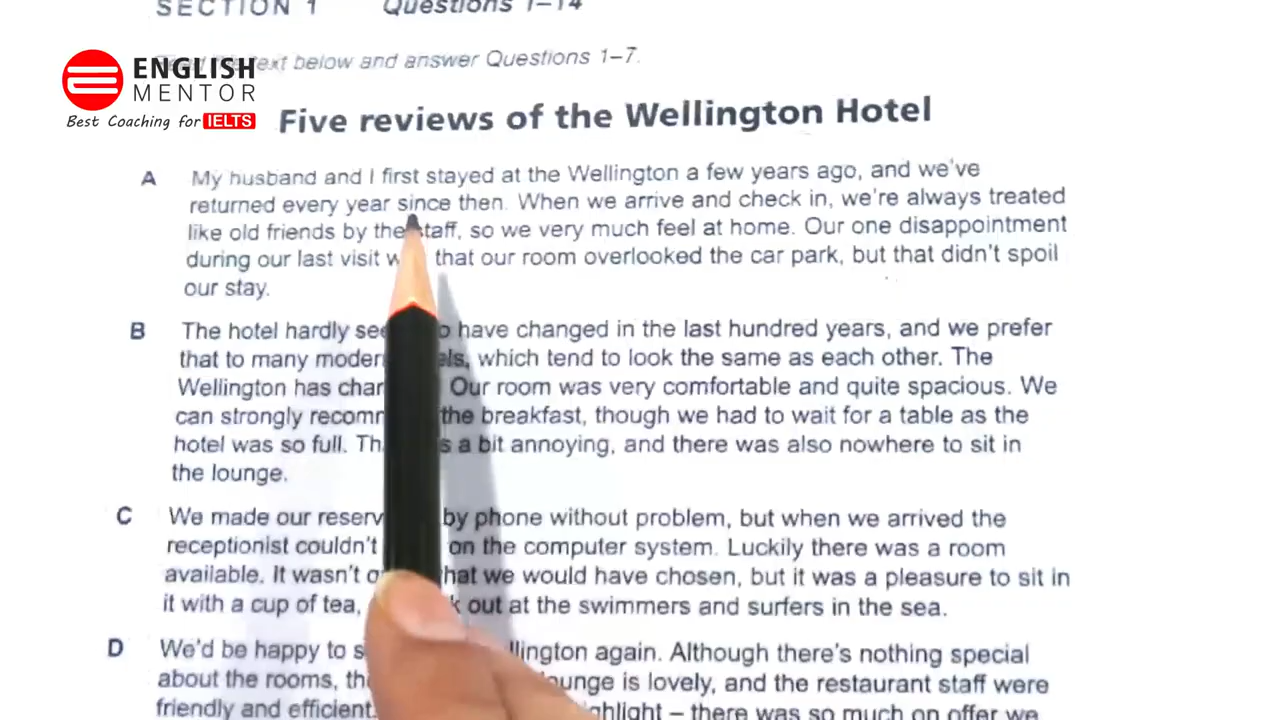 SECTION 1 Questions 1–14
text below and answer Questions 1–7.
ENGLISH
MENTOR
Best Coaching for IELTS
Five reviews of the Wellington Hotel
A My husband and I first stayed at the Wellington a few years ago, and we've
returned every year since then. When we arrive and check in, we're always treated
like old friends by the staff, so we very much feel at home. Our one disappointment
during our last visit that our room overlooked the car park, but that didn't spoil
our stay.
B The hotel hardly have changed in the last hundred years, and we prefer
that to many which tend to look the same as each other. The
Wellington has Our room was very comfortable and quite spacious. We
can strongly the breakfast, though we had to wait for a table as the
hotel was so full. a bit annoying, and there was also nowhere to sit in
the lounge.
C We made our by phone without problem, but when we arrived the
receptionist couldn't on the computer system. Luckily there was a room
available. It wasn't we would have chosen, but it was a pleasure to sit in
it with a cup of tea, out at the swimmers and surfers in the sea.
D We'd be happy to again. Although there's nothing special
about the rooms, lounge is lovely, and the restaurant staff were
friendly and efficient. – there was so much on offer we